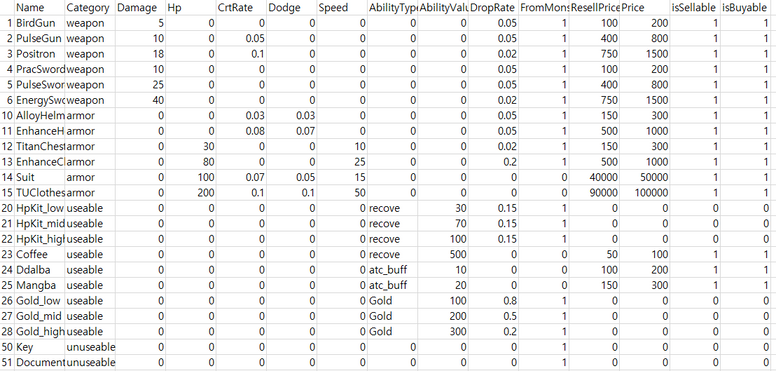 Name Category Damage Hp CrtRate Dodge Speed AbilityType AbilityValu DropRate FromMons ResellPrice Price isSellable isBuyable
1 BirdGun weapon 5 0 0 0 0 0 0 0.05 1 100 200 1 1
2 PulseGun weapon 10 0 0.05 0 0 0 0 0.05 1 400 800 1 1
3 Positron weapon 18 0 0.1 0 0 0 0 0.02 1 750 1500 1 1
4 PracSword weapon 10 0 0 0 0 0 0 0.05 1 100 200 1 1
5 PulseSwor weapon 25 0 0 0 0 0 0 0.05 1 400 800 1 1
6 EnergySwo weapon 40 0 0 0 0 0 0 0.02 1 750 1500 1 1
10 AlloyHelm armor 0 0 0.03 0.03 0 0 0 0.05 1 150 300 1 1
11 EnhanceH armor 0 0 0.08 0.07 0 0 0 0.05 1 500 1000 1 1
12 TitanChest armor 0 30 0 0 10 0 0 0.02 1 150 300 1 1
13 EnhanceCl armor 0 80 0 0 25 0 0 0.2 1 500 1000 1 1
14 Suit armor 0 100 0.07 0.05 15 0 0 0 0 40000 50000 1 1
15 TUClothes armor 0 200 0.1 0.1 50 0 0 0 0 90000 100000 1 1
20 HpKit_low useable 0 0 0 0 0 recove 30 0.15 1 0 0 0 0
21 HpKit_mid useable 0 0 0 0 0 recove 70 0.15 1 0 0 0 0
22 HpKit_high useable 0 0 0 0 0 recove 100 0.15 1 0 0 0 0
23 Coffee useable 0 0 0 0 0 recove 500 0 0 50 100 1 1
24 Ddalba useable 0 0 0 0 0 atc_buff 10 0 0 100 200 1 1
25 Mangba useable 0 0 0 0 0 atc_buff 20 0 0 150 300 1 1
26 Gold_low useable 0 0 0 0 0 Gold 100 0.8 1 0 0 0 0
27 Gold_mid useable 0 0 0 0 0 Gold 200 0.5 1 0 0 0 0
28 Gold_high useable 0 0 0 0 0 Gold 300 0.2 1 0 0 0 0
50 Key unuseable 0 0 0 0 0 0 0 0 1 0 0 0 0
51 Document unuseable 0 0 0 0 0 0 0 0 1 0 0 0 0